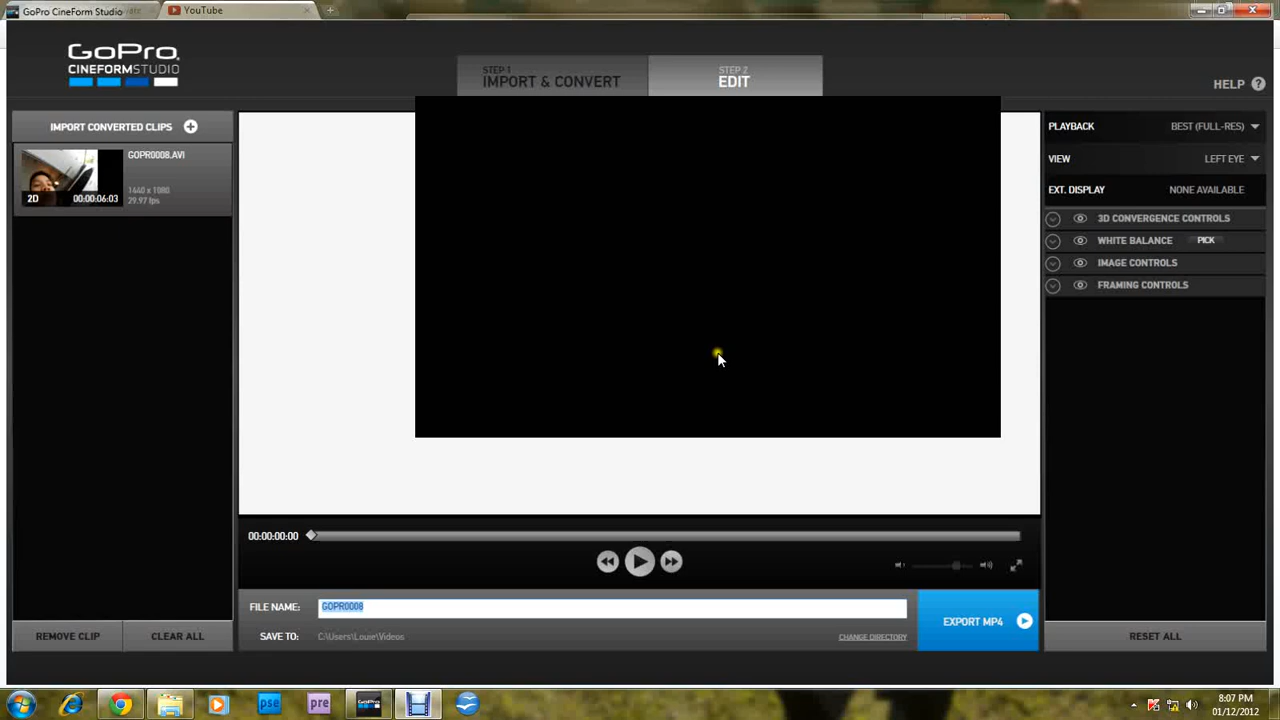 GoPro CineForm Studio
YouTube
GoPro
CINEFORMSTUDIO
STEP 1
IMPORT & CONVERT
STEP 2
EDIT
HELP ?
IMPORT CONVERTED CLIPS
GOPR0008.AVI
1440 x 1080
29.97 fps
2D 00:00:06:03
PLAYBACK BEST (FULL-RES)
VIEW LEFT EYE
EXT. DISPLAY NONE AVAILABLE
3D CONVERGENCE CONTROLS
WHITE BALANCE PICK
IMAGE CONTROLS
FRAMING CONTROLS
00:00:00:00
FILE NAME: GOPR0008
SAVE TO: C:\Users\Louie\Videos
CHANGE DIRECTORY
EXPORT MP4
REMOVE CLIP
CLEAR ALL
RESET ALL
pse
pre
GoPro
8:07 PM
01/12/2012